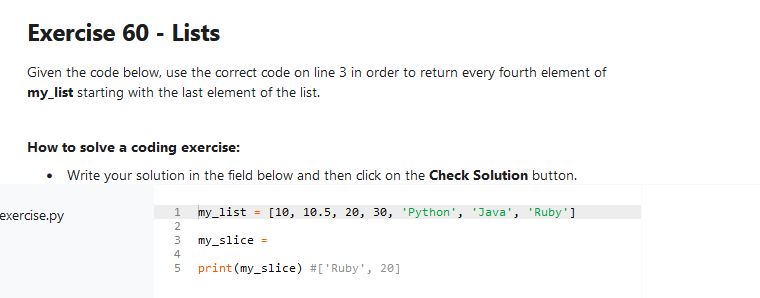 Exercise 60 - Lists
Given the code below, use the correct code on line 3 in order to return every fourth element of
my_list starting with the last element of the list.
How to solve a coding exercise:
• Write your solution in the field below and then click on the Check Solution button.
exercise.py
1 my_list = [10, 10.5, 20, 30, 'Python', 'Java', 'Ruby']
2
3 my_slice =
4
5 print(my_slice) #['Ruby', 20]